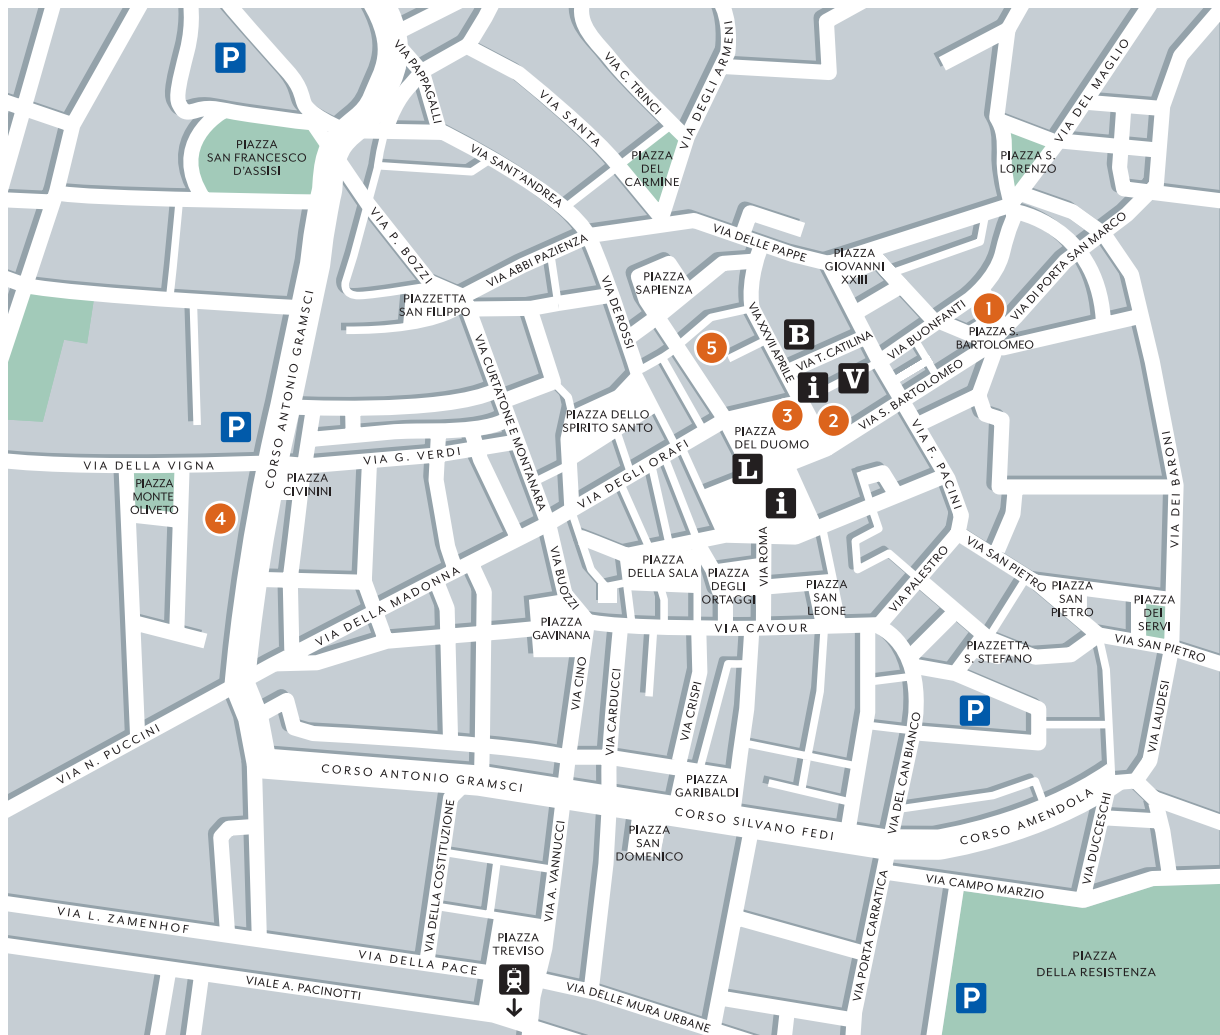 P
VIA PAPPAGALLI
VIA C. TRINCI
VIA DEGLI ARMENI
VIA DEL MAGLIO
VIA SANTA
PIAZZA
SAN FRANCESCO
D'ASSISI
VIA SANT'ANDREA
PIAZZA
DEL
CARMINE
PIAZZA S.
LORENZO
VIA P. BOZZI
VIA ABBI PAZIENZA
VIA DELLE PAPPE
PIAZZA
GIOVANNI
XXIII
VIA DI PORTA SAN MARCO
PIAZZA
SAPIENZA
PIAZZETTA
SAN FILIPPO
VIA DE ROSSI
CORSO ANTONIO GRAMSCI
VIA CURTATONE E MONTANARA
VIA XXVII APRILE
B
VIA T. CATILINA
VIA BUONFANTI
1
PIAZZA S.
BARTOLOMEO
5
i
V
3
2
VIA S. BARTOLOMEO
P
PIAZZA DELLO
SPIRITO SANTO
PIAZZA
DEL DUOMO
VIA DELLA VIGNA
VIA G. VERDI
VIA DEGLI ORAFI
VIA F. PACINI
VIA DEI BARONI
PIAZZA
MONTE
OLIVETO
PIAZZA
CIVININI
L
i
4
VIA ROMA
VIA DELLA MADONNA
VIA BUOZZI
PIAZZA
DELLA SALA
PIAZZA
DEGLI
ORTAGGI
PIAZZA
SAN
LEONE
VIA PALESTRO
VIA SAN PIETRO
PIAZZA
SAN
PIETRO
PIAZZA
DEI
SERVI
PIAZZA
GAVINANA
VIA CAVOUR
PIAZZETTA
S. STEFANO
VIA SAN PIETRO
VIA CINO
VIA CARDUCCI
VIA CRISPI
VIA DEL CAN BIANCO
P
VIA LAUDESI
VIA N. PUCCINI
CORSO ANTONIO GRAMSCI
PIAZZA
GARIBALDI
CORSO SILVANO FEDI
CORSO AMENDOLA
VIA DUCCESCHI
VIA DELLA COSTITUZIONE
VIA A. VANNUCCI
PIAZZA
SAN
DOMENICO
VIA CAMPO MARZIO
VIA PORTA CARRATICA
VIA L. ZAMENHOF
VIA DELLA PACE
PIAZZA
TREVISO
PIAZZA
DELLA RESISTENZA
VIALE A. PACINOTTI
VIA DELLE MURA URBANE
P